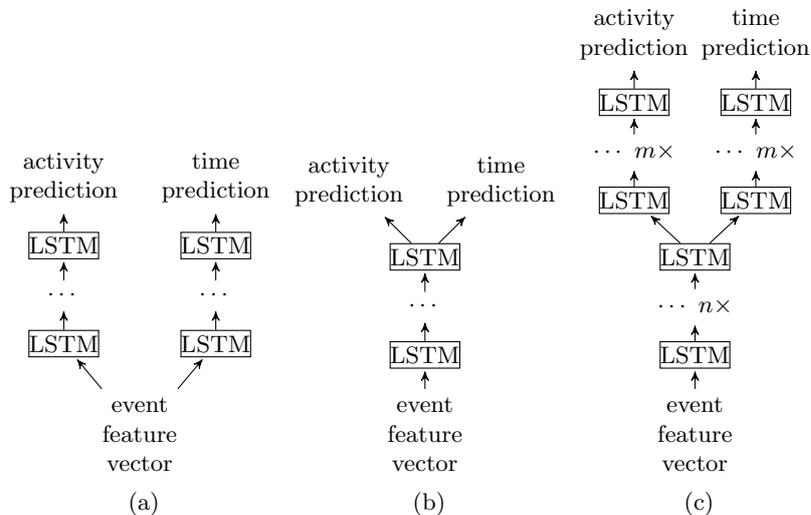 activity
prediction
time
prediction
LSTM
LSTM
···
···
LSTM
LSTM
event
feature
vector
(a)
activity
prediction
time
prediction
LSTM
···
LSTM
event
feature
vector
(b)
activity
prediction
time
prediction
LSTM
LSTM
··· m×
··· m×
LSTM
LSTM
LSTM
··· n×
LSTM
event
feature
vector
(c)